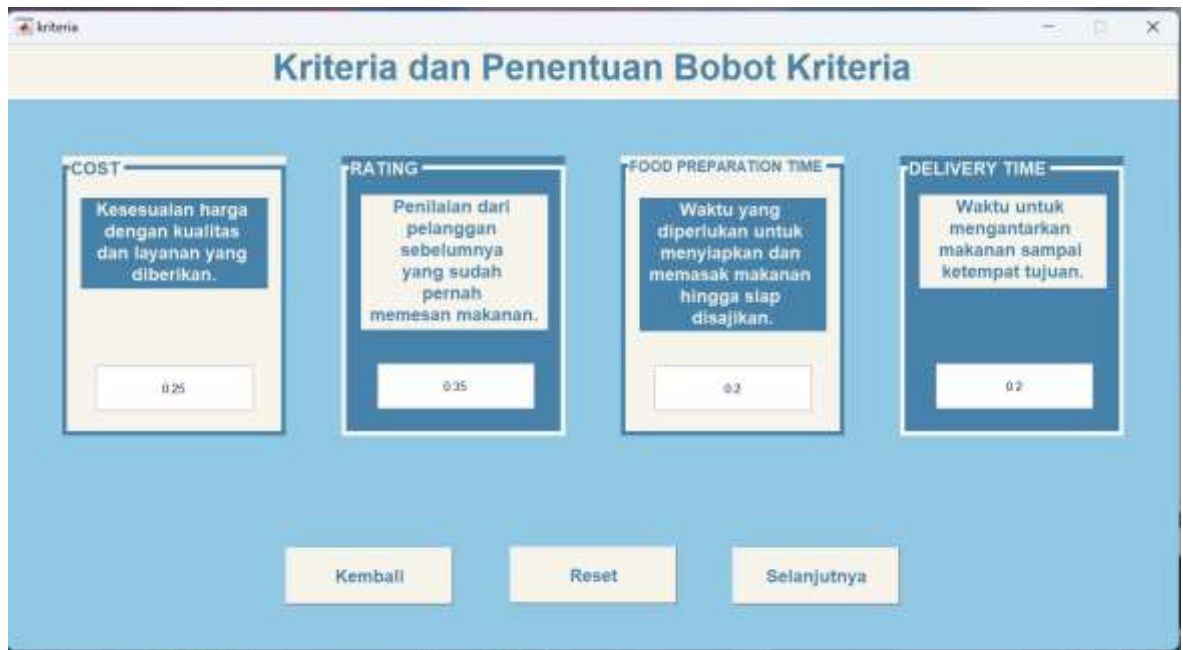 kriteria
Kriteria dan Penentuan Bobot Kriteria
COST
Kesesuaian harga
dengan kualitas
dan layanan yang
diberikan.
0.25
RATING
Penilaian dari
pelanggan
sebelumnya
yang sudah
pernah
memesan makanan.
0.35
FOOD PREPARATION TIME
Waktu yang
diperlukan untuk
menyiapkan dan
memasak makanan
hingga siap
disajikan.
0.2
DELIVERY TIME
Waktu untuk
mengantarkan
makanan sampai
ketempat tujuan.
0.2
Kembali
Reset
Selanjutnya